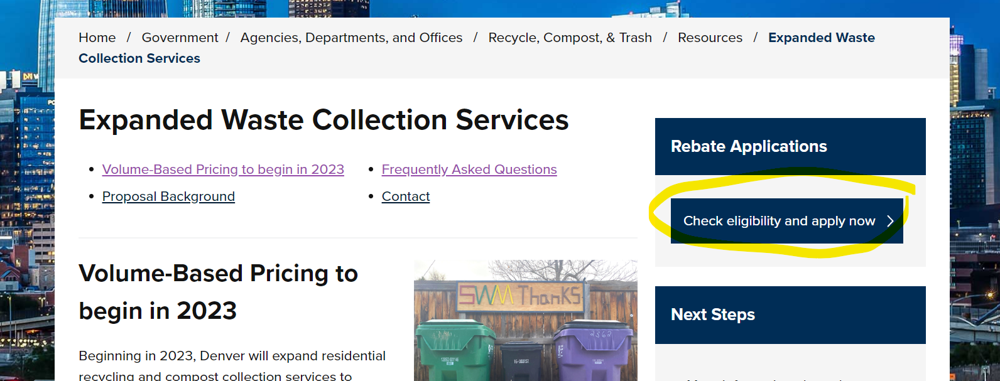 Home / Government / Agencies, Departments, and Offices / Recycle, Compost, & Trash / Resources / Expanded Waste
Collection Services
Expanded Waste Collection Services
Volume-Based Pricing to begin in 2023
Frequently Asked Questions
Proposal Background
Contact
Volume-Based Pricing to
begin in 2023
Beginning in 2023, Denver will expand residential
recycling and compost collection services to
SWM Thanks
Rebate Applications
Check eligibility and apply now
Next Steps